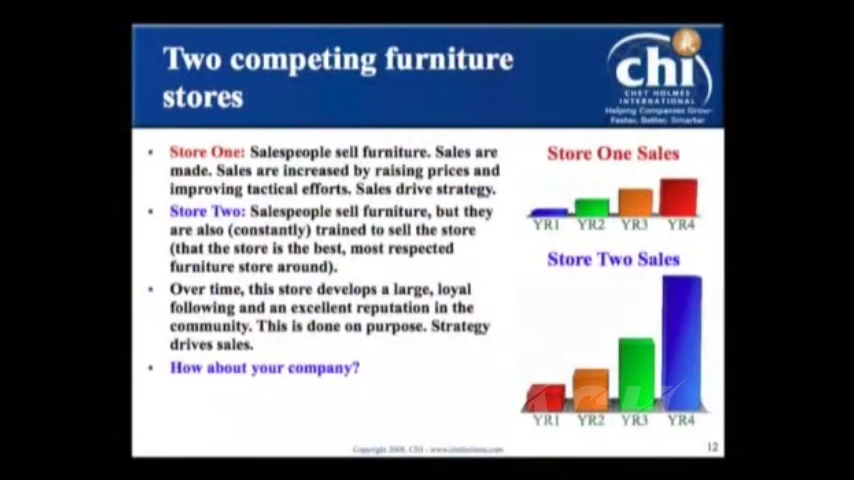 Two competing furniture
stores
chi
CHET HOLMES
INTERNATIONAL
Helping Companies Grow
Faster, Better, Smarter
• Store One: Salespeople sell furniture. Sales are
made. Sales are increased by raising prices and
improving tactical efforts. Sales drive strategy.
• Store Two: Salespeople sell furniture, but they
are also (constantly) trained to sell the store
(that the store is the best, most respected
furniture store around).
• Over time, this store develops a large, loyal
following and an excellent reputation in the
community. This is done on purpose. Strategy
drives sales.
• How about your company?
Store One Sales
YR1 YR2 YR3 YR4
Store Two Sales
YR1 YR2 YR3 YR4
12